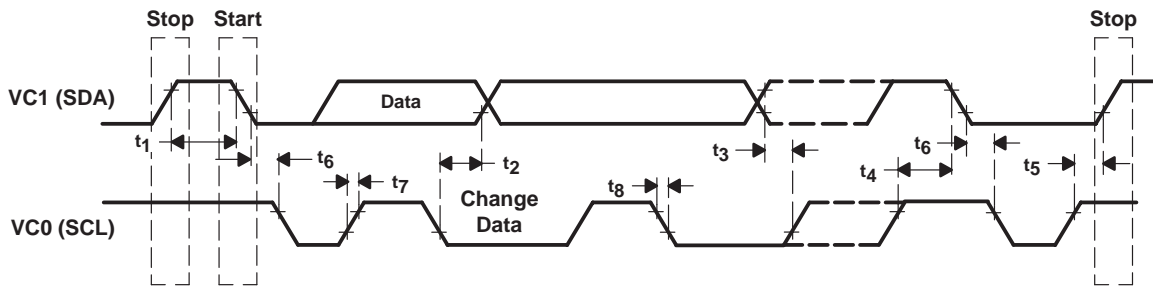 Stop Start Stop
VC1 (SDA)
Data
t1
t6
t7
t2
t3
t6
t4
t5
t8
Change
Data
VC0 (SCL)